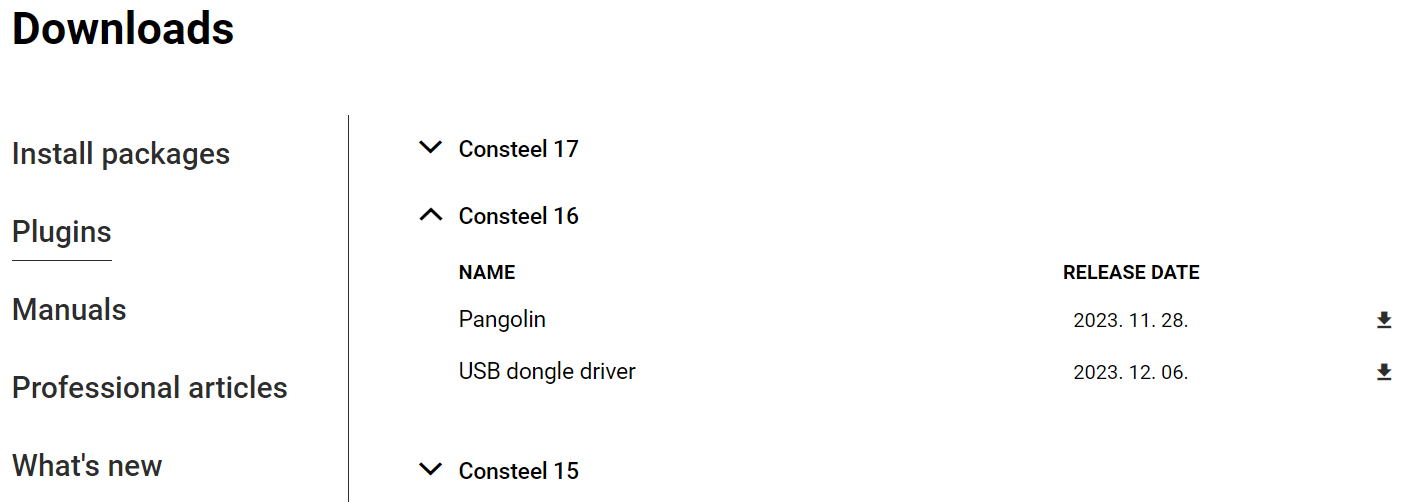 Downloads
Install packages
Plugins
Manuals
Professional articles
What's new
Consteel 17
Consteel 16
NAME RELEASE DATE
Pangolin 2023. 11. 28.
USB dongle driver 2023. 12. 06.
Consteel 15